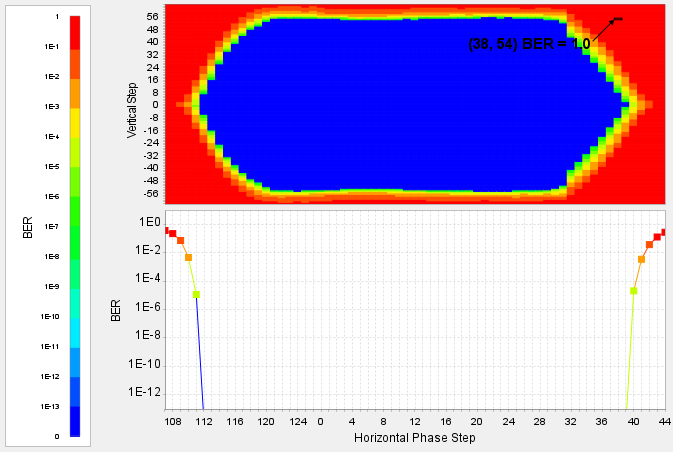 1
1E-1
1E-2
1E-3
1E-4
1E-5
1E-6
1E-7
1E-8
1E-9
1E-10
1E-11
1E-12
1E-13
0
BER
56
48
40
32
24
16
8
0
-8
-16
-24
-32
-40
-48
-56
Vertical Step
(38, 54) BER = 1.0
1E0
1E-2
1E-4
1E-6
1E-8
1E-10
1E-12
BER
108 112 116 120 124 0 4 8 12 16 20 24 28 32 36 40 44
Horizontal Phase Step